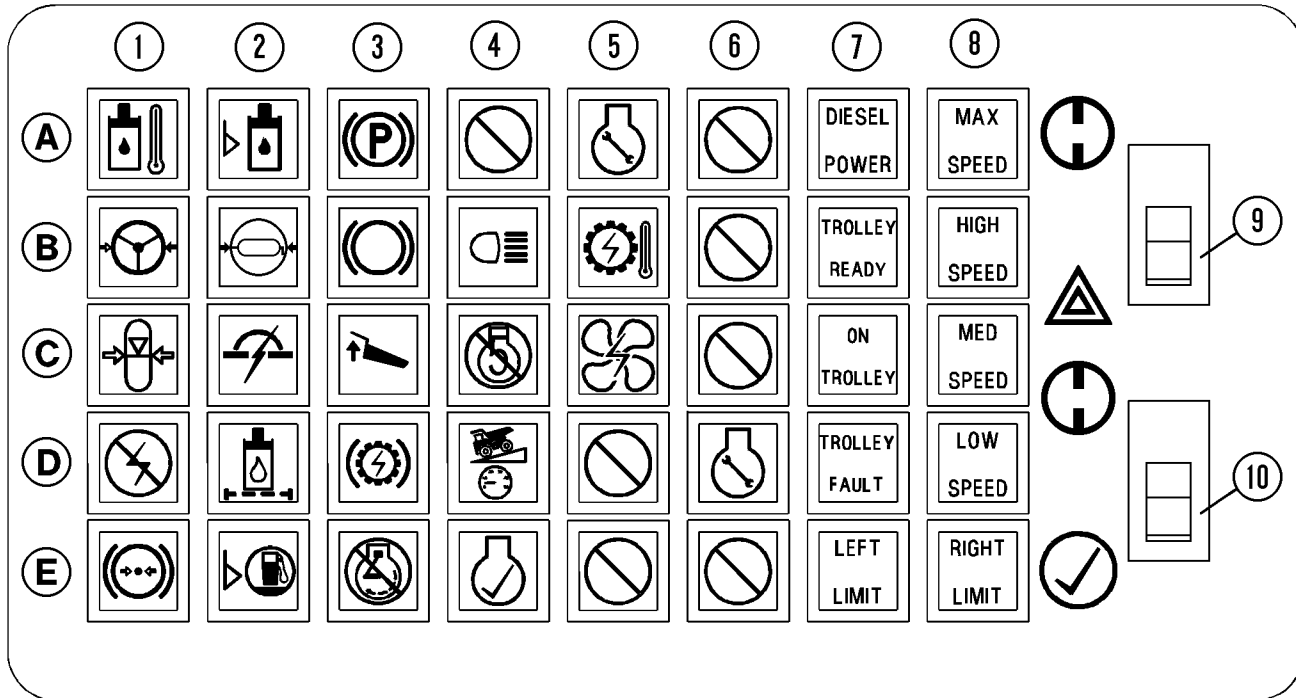 1 2 3 4 5 6 7 8
A
P
DIESEL
POWER
MAX
SPEED
B
TROLLEY
READY
HIGH
SPEED
9
C
ON
TROLLEY
MED
SPEED
D
TROLLEY
FAULT
LOW
SPEED
10
E
LEFT
LIMIT
RIGHT
LIMIT